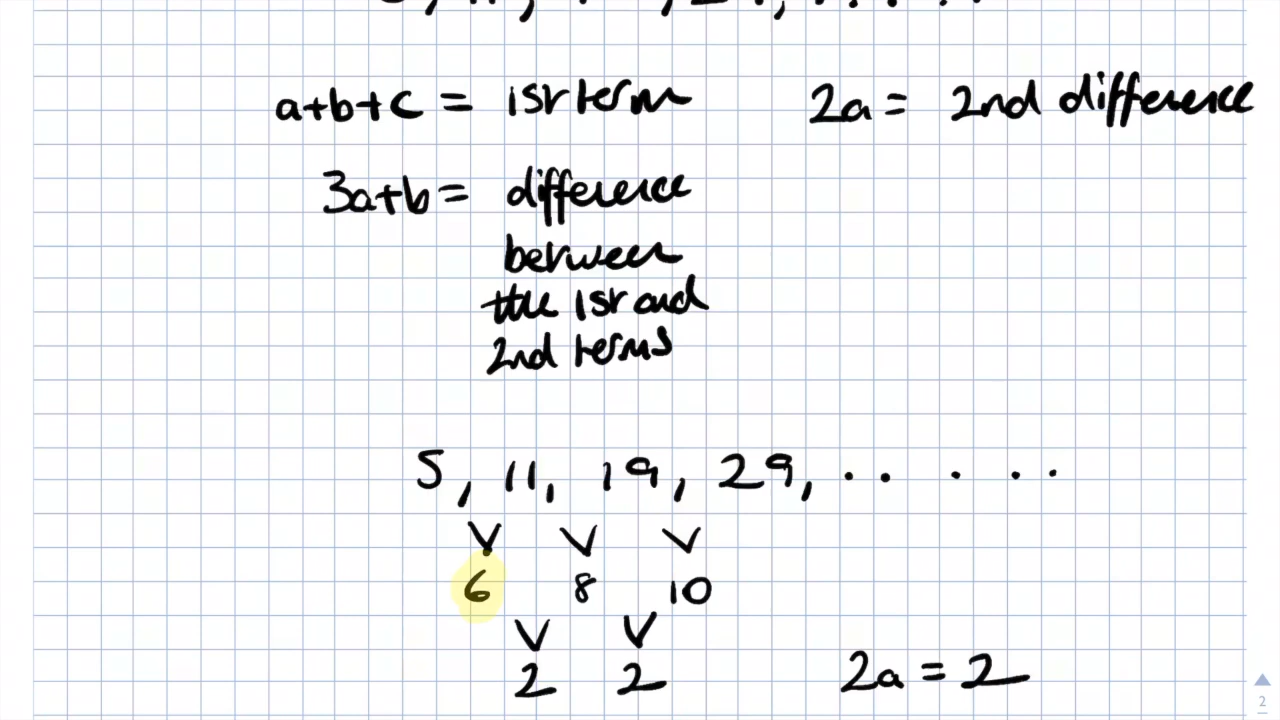 a+b+c = 1st term 2a = 2nd difference
3a+b = difference
between
the 1st and
2nd terms
5, 11, 19, 29, .. . ..
V V V
6 8 10
V V
2 2 2a = 2
2